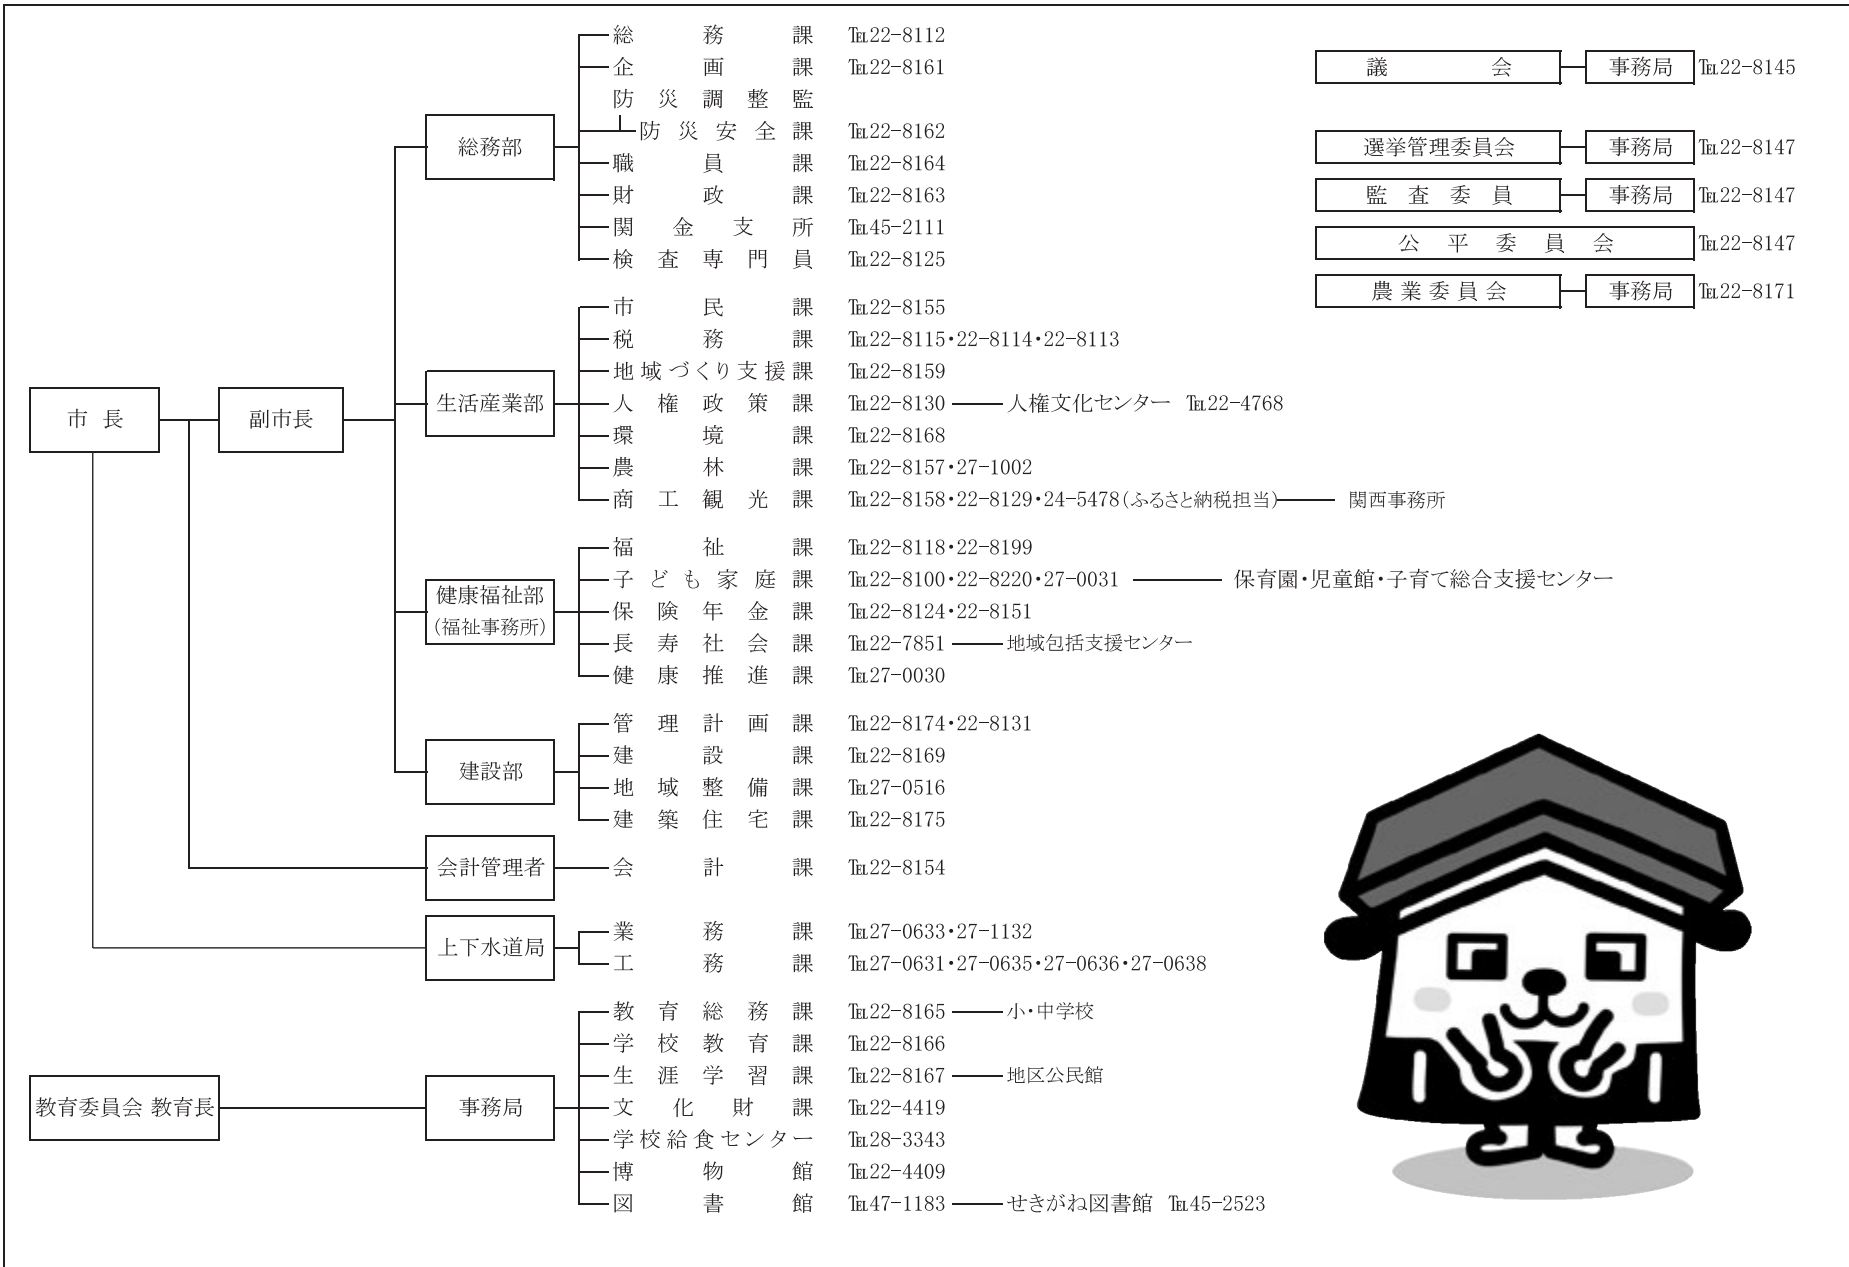 総務課 ℡22-8112
企画課 ℡22-8161
防災調整監
防災安全課 ℡22-8162
総務部
職員課 ℡22-8164
財政課 ℡22-8163
関金支所 ℡45-2111
検査専門員 ℡22-8125
議会 事務局 ℡22-8145
選挙管理委員会 事務局 ℡22-8147
監査委員 事務局 ℡22-8147
公平委員会 ℡22-8147
農業委員会 事務局 ℡22-8171
市民課 ℡22-8155
税務課 ℡22-8115・22-8114・22-8113
地域づくり支援課 ℡22-8159
生活産業部 人権政策課 ℡22-8130 人権文化センター ℡22-4768
市長 副市長
環境課 ℡22-8168
農林課 ℡22-8157・27-1002
商工観光課 ℡22-8158・22-8129・24-5478(ふるさと納税担当) 関西事務所
福祉課 ℡22-8118・22-8199
子ども家庭課 ℡22-8100・22-8220・27-0031 保育園・児童館・子育て総合支援センター
健康福祉部
(福祉事務所)
保険年金課 ℡22-8124・22-8151
長寿社会課 ℡22-7851 地域包括支援センター
健康推進課 ℡27-0030
管理計画課 ℡22-8174・22-8131
建設課 ℡22-8169
建設部
地域整備課 ℡27-0516
建築住宅課 ℡22-8175
会計管理者 会計課 ℡22-8154
業務課 ℡27-0633・27-1132
上下水道局
工務課 ℡27-0631・27-0635・27-0636・27-0638
教育総務課 ℡22-8165 小・中学校
学校教育課 ℡22-8166
生涯学習課 ℡22-8167 地区公民館
教育委員会 教育長 事務局 文化財課 ℡22-4419
学校給食センター ℡28-3343
博物館 ℡22-4409
図書館 ℡47-1183 せきがね図書館 ℡45-2523